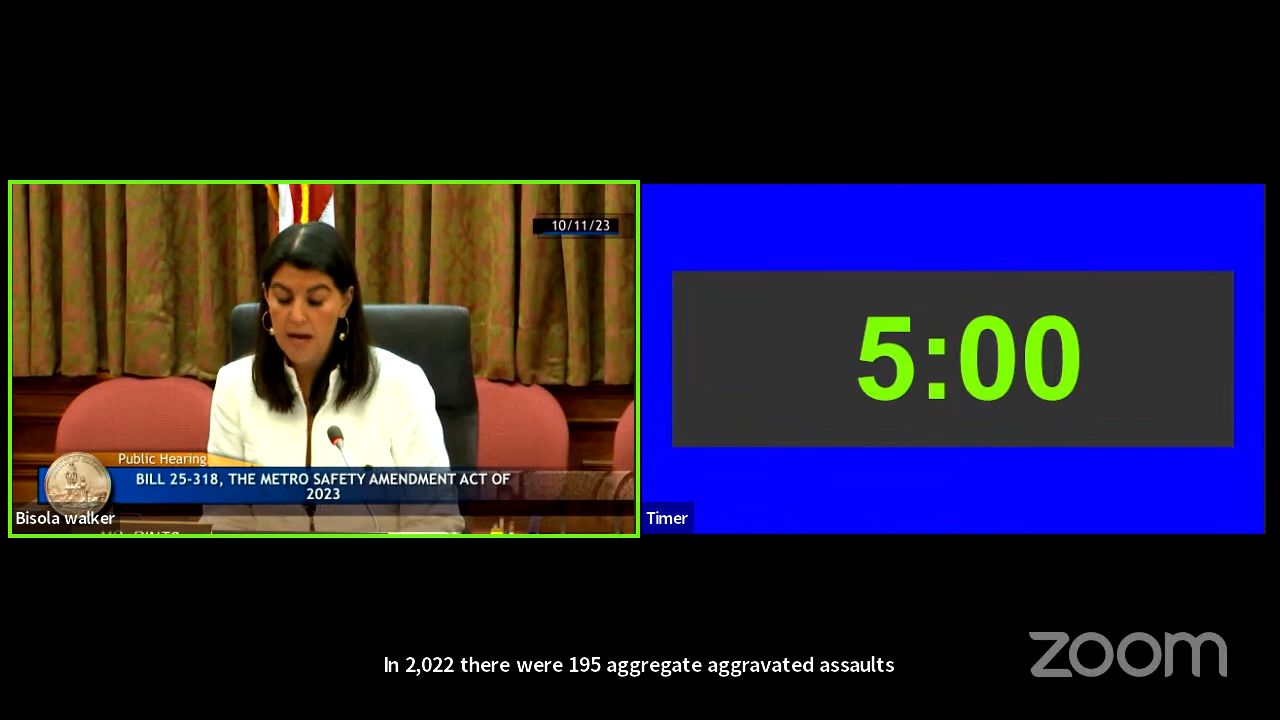 10/11/23
Public Hearing
BILL 25-318, THE METRO SAFETY AMENDMENT ACT OF
2023
Bisola walker
5:00
Timer
In 2,022 there were 195 aggregate aggravated assaults
zoom